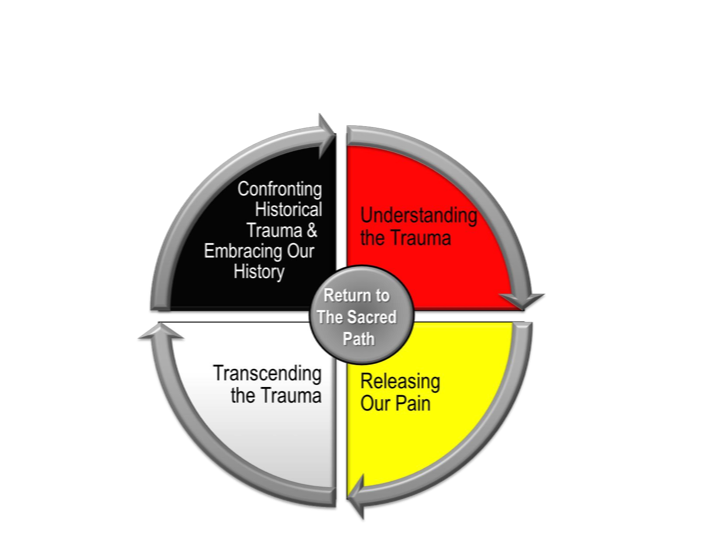 Confronting
Historical
Trauma &
Embracing Our
History
Understanding
the Trauma
Return to
The Sacred
Path
Transcending
the Trauma
Releasing
Our Pain